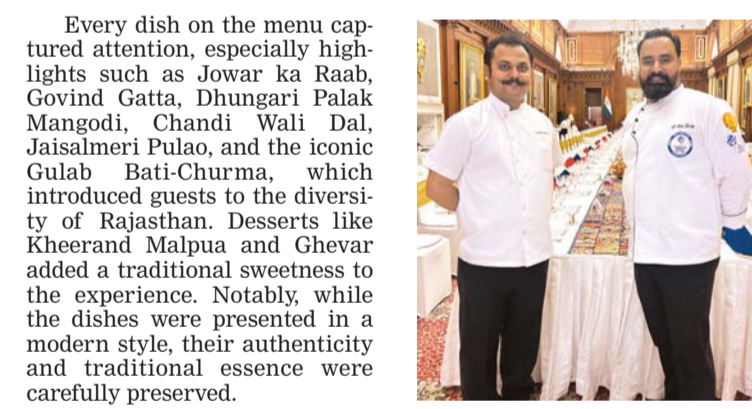 Every dish on the menu cap-
tured attention, especially high-
lights such as Jowar ka Raab,
Govind Gatta, Dhungari Palak
Mangodi, Chandi Wali Dal,
Jaisalmeri Pulao, and the iconic
Gulab Bati-Churma, which
introduced guests to the diversi-
ty of Rajasthan. Desserts like
Kheerand Malpua and Ghevar
added a traditional sweetness to
the experience. Notably, while
the dishes were presented in a
modern style, their authenticity
and traditional essence were
carefully preserved.